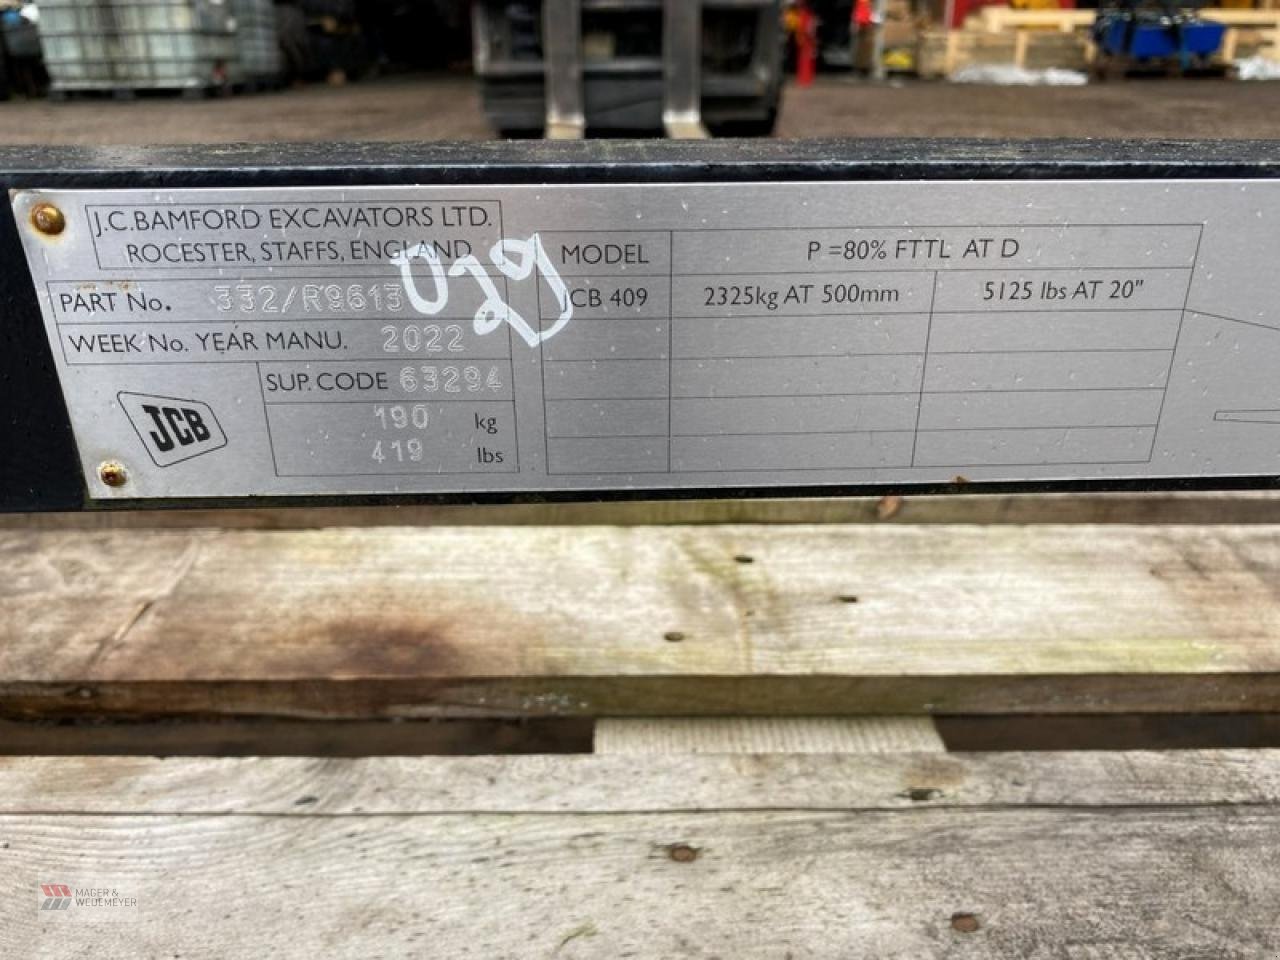 J.C.BAMFORD EXCAVATORS LTD.
ROCESTER, STAFFS, ENGLAND
PART No. 332/R9613
WEEK No. YEAR MANU. 2022
SUP. CODE 63294
190 kg
419 lbs
JCB
MODEL P =80% FTTL AT D
JCB 409 2325kg AT 500mm 5125 lbs AT 20"
MAGER &
WEDEMEYER